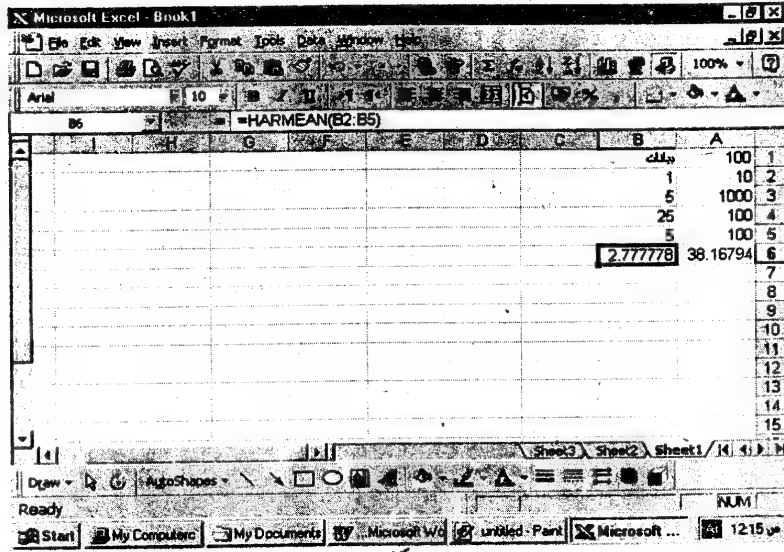 Microsoft Excel - Book1
File Edit View Insert Format Tools Data Window Help
100%
Arial 10
B6 = =HARMEAN(B2:B5)
I H G F E D C B A
بيانات 100 1
1 10 2
5 1000 3
25 100 4
5 100 5
2.777778 38.16794 6
7
8
9
10
11
12
13
14
15
Sheet3 Sheet2 Sheet1
Draw AutoShapes
Ready NUM
Start My Computerc My Documents ...Microsoft Wo untitled - Paint Microsoft ... 12:15